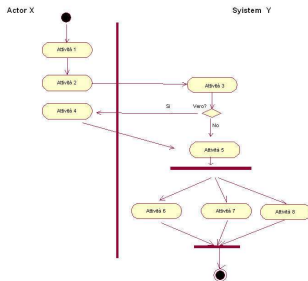 Actor X
Syistem Y
Attività 1
Attività 2
Attività 3
Attività 4
Si
Vero?
No
Attività 5
Attività 6
Attività 7
Attività 8